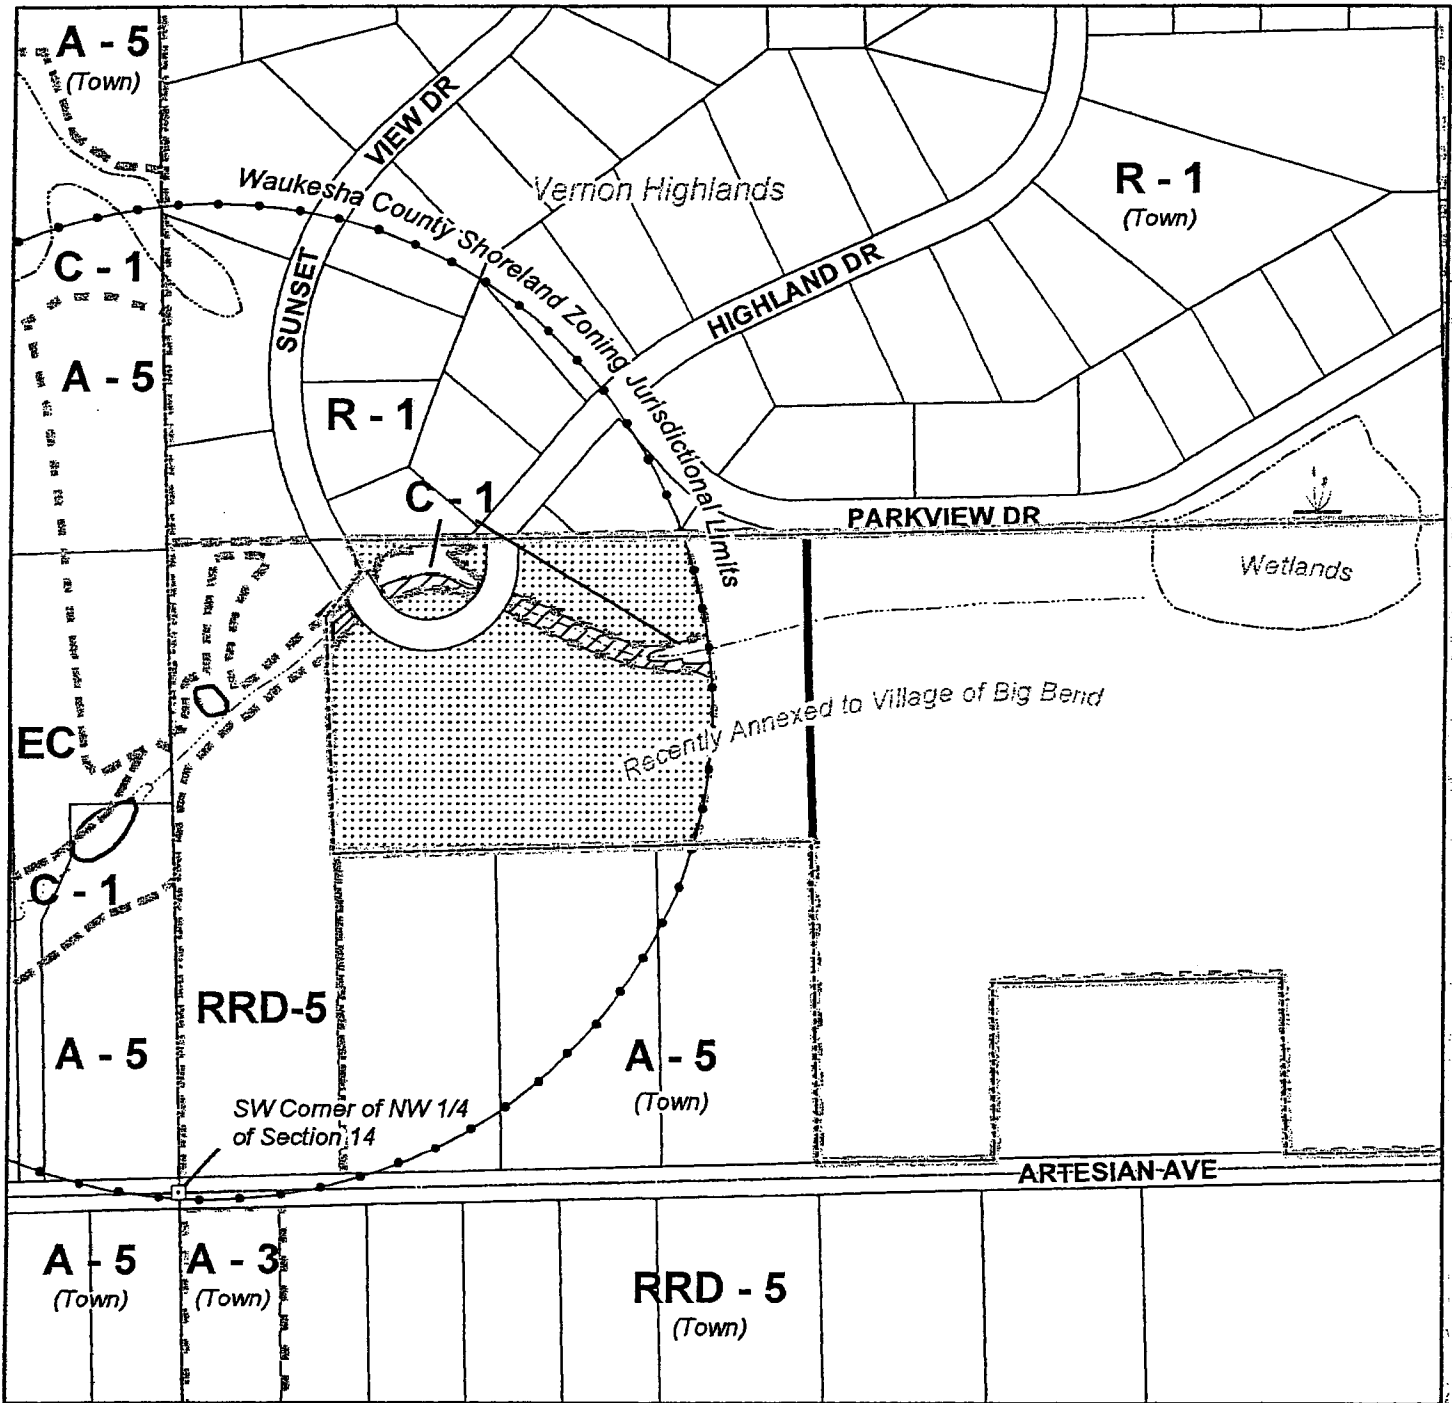 A - 5
(Town)
VIEW DR
Waukesha County Shoreland Zoning Jurisdictional Limits
Vernon Highlands
R - 1
(Town)
C - 1
SUNSET
HIGHLAND DR
A - 5
R - 1
C - 1
PARKVIEW DR
Wetlands
Recently Annexed to Village of Big Bend
EC
C - 1
RRD-5
A - 5
A - 5
(Town)
SW Corner of NW 1/4
of Section 14
ARTESIAN AVE
A - 5
(Town)
A - 3
(Town)
RRD - 5
(Town)